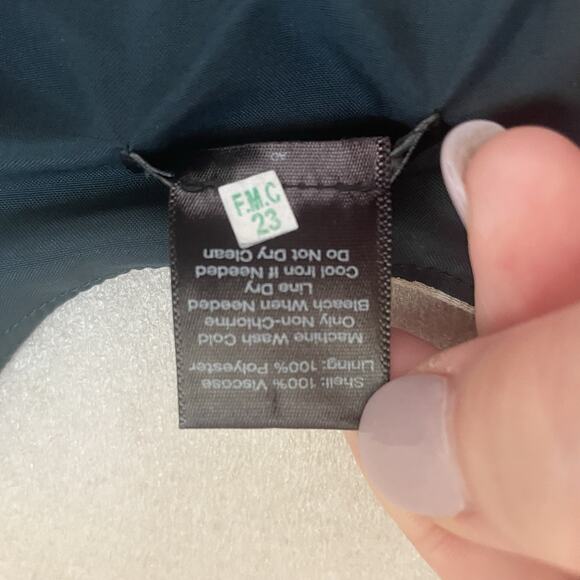 Shell: 100% Viscose
Lining: 100% Polyester
Machine Wash Cold
Only Non-Chlorine
Bleach When Needed
Line Dry
Cool Iron If Needed
Do Not Dry Clean
F.M.C
23